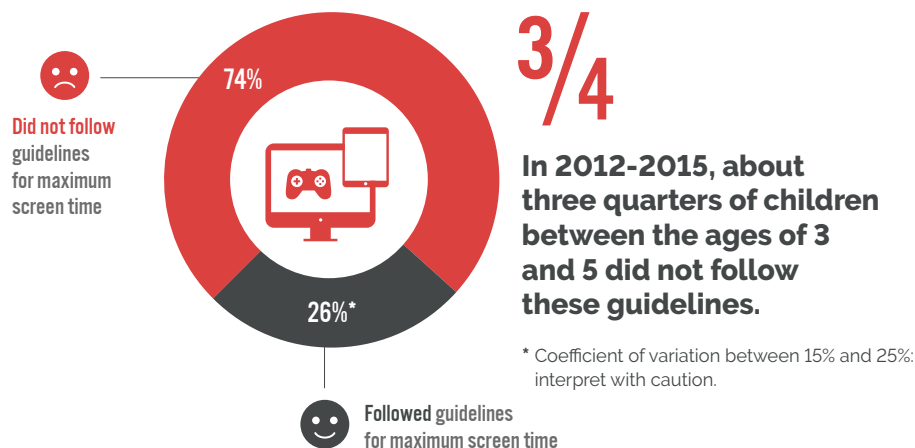 74%
Did not follow
guidelines
for maximum
screen time
26%*
Followed guidelines
for maximum screen time
3/4
In 2012-2015, about
three quarters of children
between the ages of 3
and 5 did not follow
these guidelines.
* Coefficient of variation between 15% and 25%:
interpret with caution.